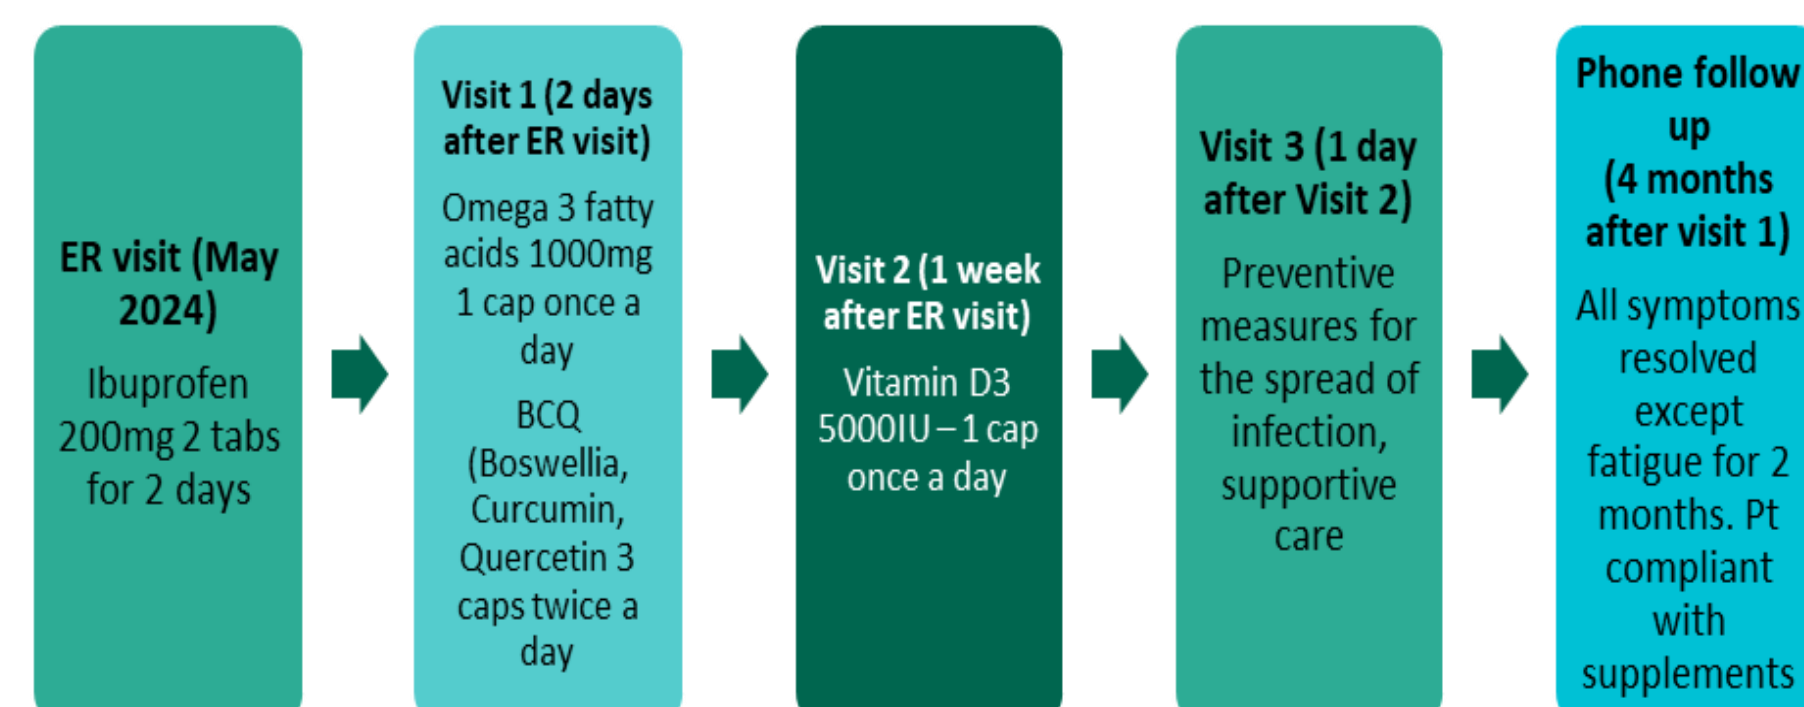 ER visit (May
2024)
Ibuprofen
200mg 2 tabs
for 2 days
Visit 1 (2 days
after ER visit)
Omega 3 fatty
acids 1000mg
1 cap once a
day
BCQ
(Boswellia,
Curcumin,
Quercetin 3
caps twice a
day
Visit 2 (1 week
after ER visit)
Vitamin D3
5000IU – 1 cap
once a day
Visit 3 (1 day
after Visit 2)
Preventive
measures for
the spread of
infection,
supportive
care
Phone follow
up
(4 months
after visit 1)
All symptoms
resolved
except
fatigue for 2
months. Pt
compliant
with
supplements